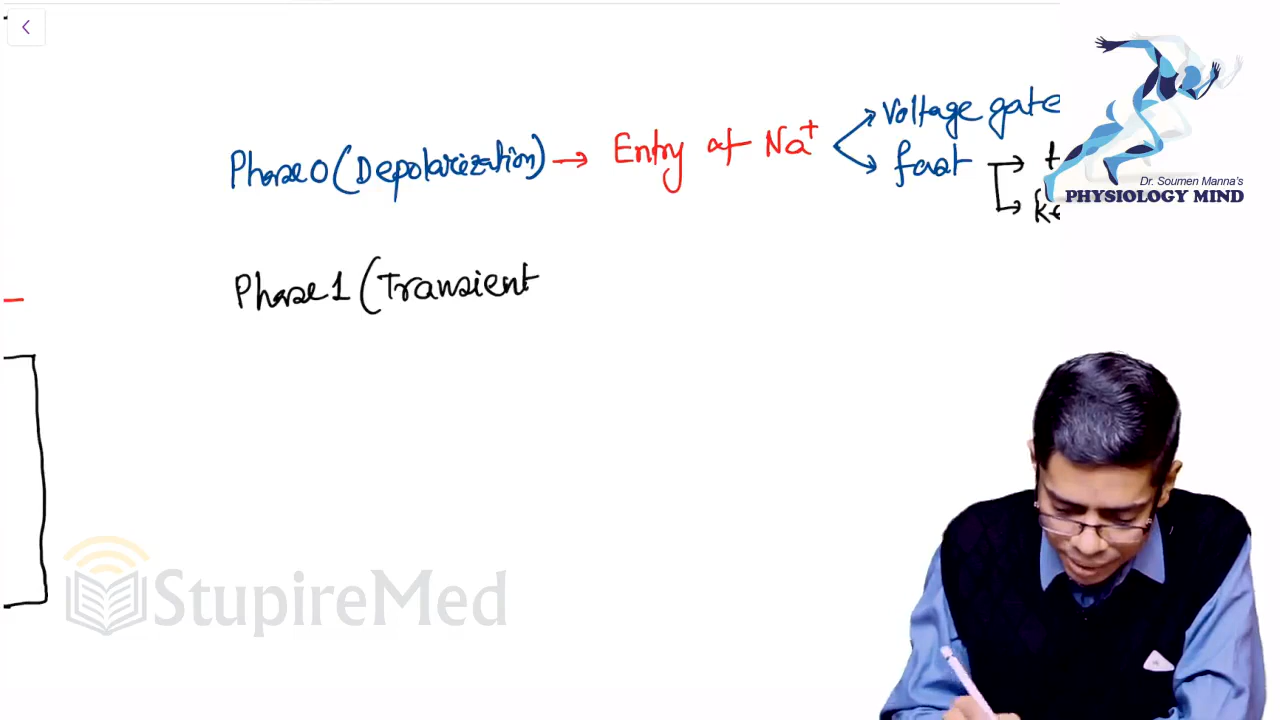 Phase 0 (Depolarization) → Entry of Na+
Voltage gate
fast →
Phase 1 (Transient
Dr. Soumen Manna's
PHYSIOLOGY MIND
StupireMed